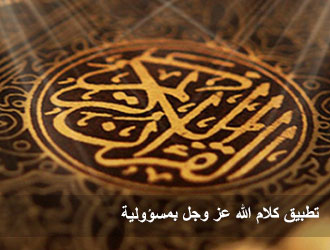 القرآن الكريم
تطبيق كلام الله عز وجل بمسؤولية